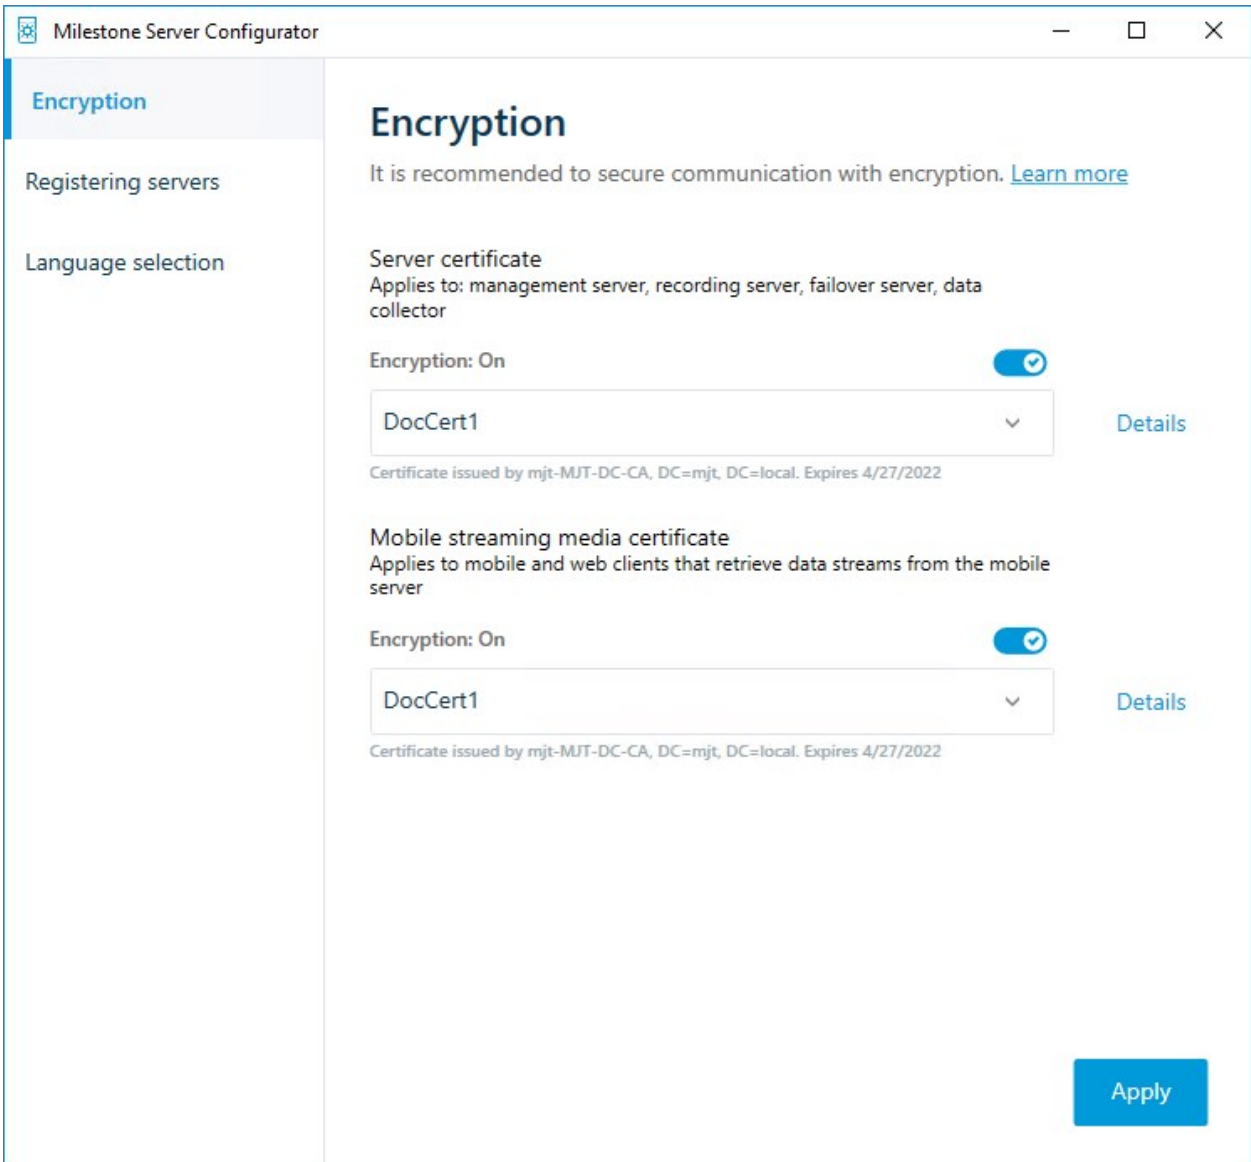 Milestone Server Configurator
Encryption
Registering servers
Language selection
Encryption
It is recommended to secure communication with encryption. Learn more
Server certificate
Applies to: management server, recording server, failover server, data
collector
Encryption: On
DocCert1
Details
Certificate issued by mjt-MJT-DC-CA, DC=mjt, DC=local. Expires 4/27/2022
Mobile streaming media certificate
Applies to mobile and web clients that retrieve data streams from the mobile
server
Encryption: On
DocCert1
Details
Certificate issued by mjt-MJT-DC-CA, DC=mjt, DC=local. Expires 4/27/2022
Apply